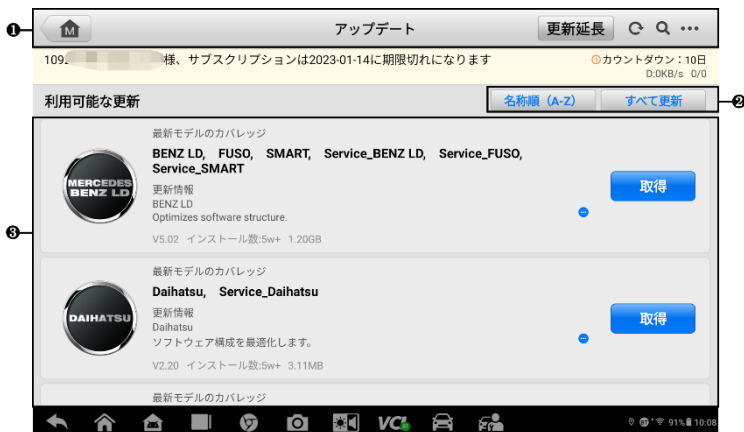 ❶
M
アップデート
更新延長
109 様、サブスクリプションは2023-01-14に期限切れになります
カウントダウン：10日
D:0KB/s 0/0
利用可能な更新
名称順（A-Z）
すべて更新
❷
❸
最新モデルのカバレッジ
BENZ LD, FUSO, SMART, Service_BENZ LD, Service_FUSO,
Service_SMART
MERCEDES
BENZ LD
更新情報
BENZ LD
Optimizes software structure.
V5.02 インストール数:5w+ 1.20GB
取得
最新モデルのカバレッジ
Daihatsu, Service_Daihatsu
DAIHATSU
更新情報
Daihatsu
ソフトウェア構成を最適化します。
V2.20 インストール数:5w+ 3.11MB
取得
最新モデルのカバレッジ
M
VCI
91% 10:08